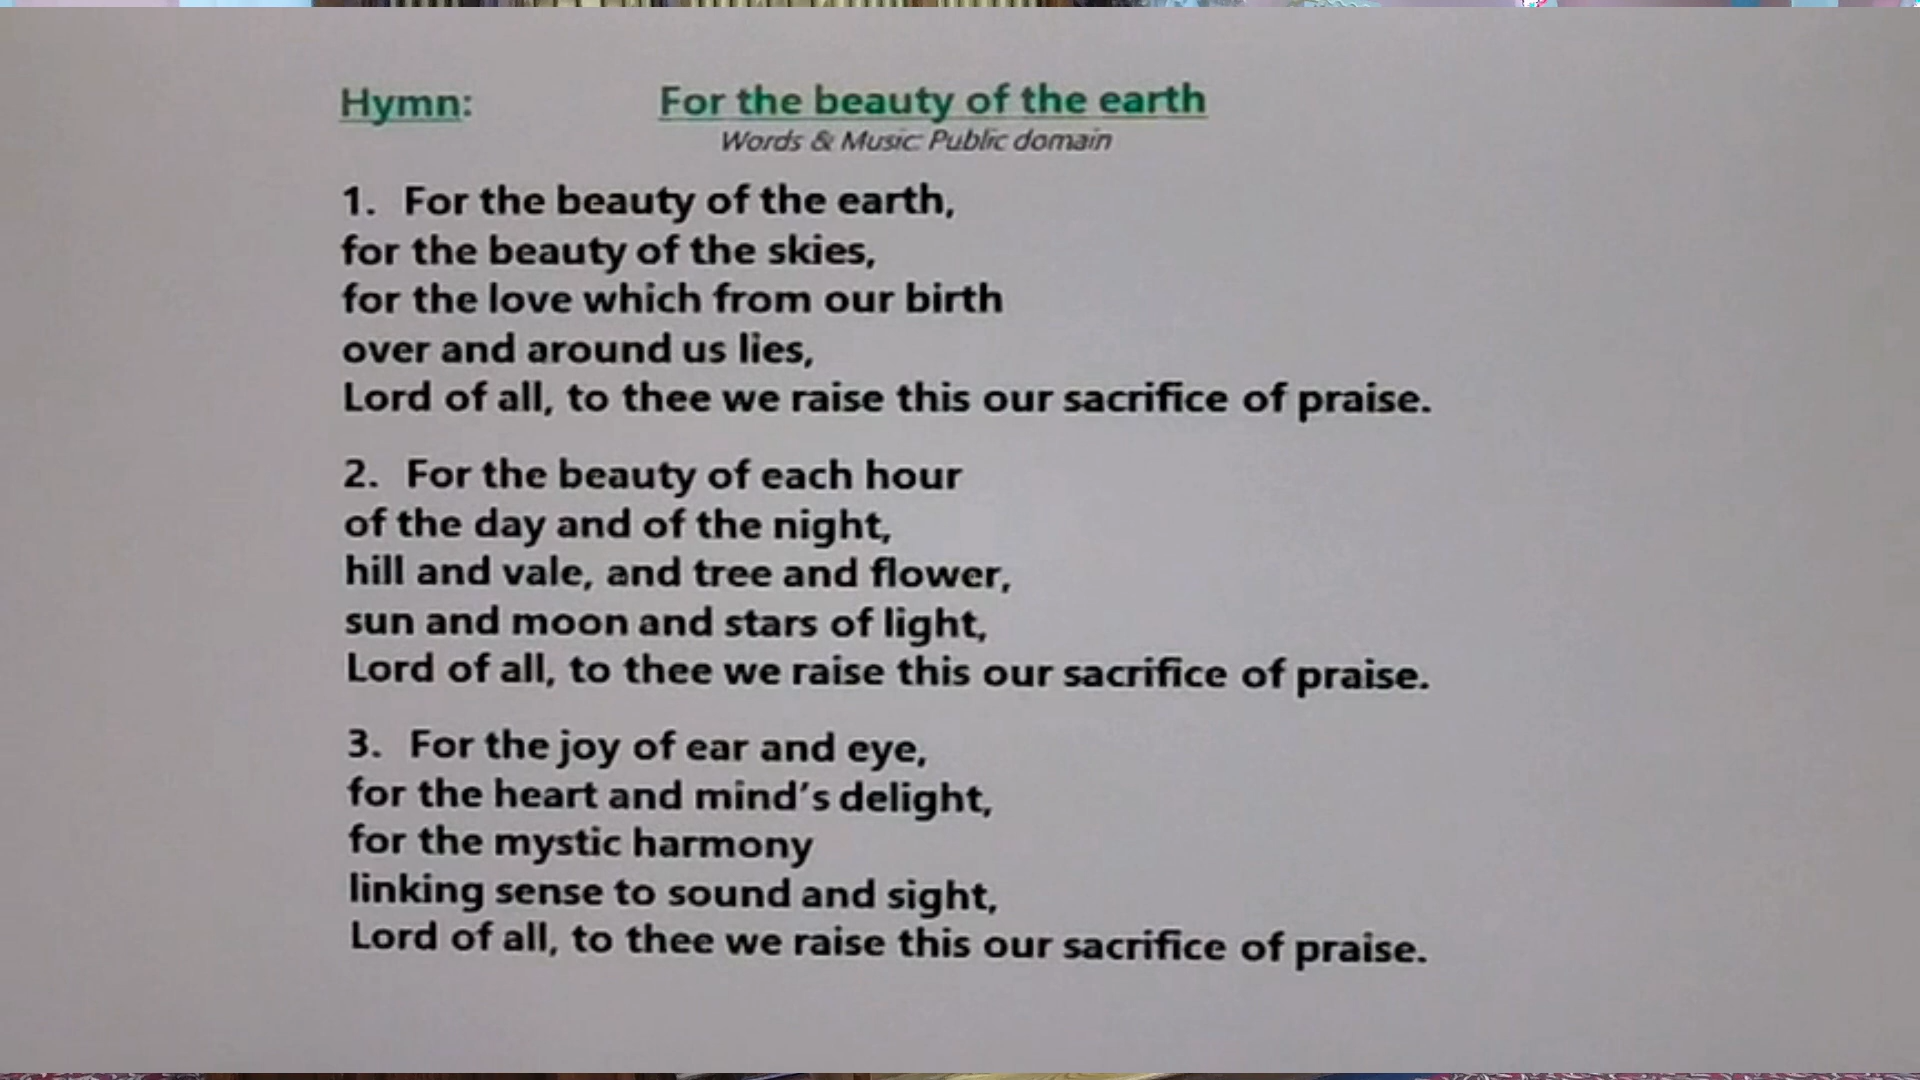 Hymn: For the beauty of the earth
Words & Music: Public domain
1. For the beauty of the earth,
for the beauty of the skies,
for the love which from our birth
over and around us lies,
Lord of all, to thee we raise this our sacrifice of praise.
2. For the beauty of each hour
of the day and of the night,
hill and vale, and tree and flower,
sun and moon and stars of light,
Lord of all, to thee we raise this our sacrifice of praise.
3. For the joy of ear and eye,
for the heart and mind's delight,
for the mystic harmony
linking sense to sound and sight,
Lord of all, to thee we raise this our sacrifice of praise.